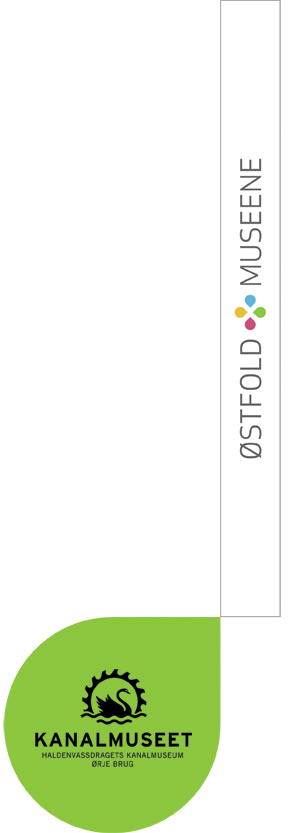 ØSTFOLD MUSEENE
KANALMUSEET
HALDENVASSDRAGETS KANALMUSEUM
ØRJE BRUG